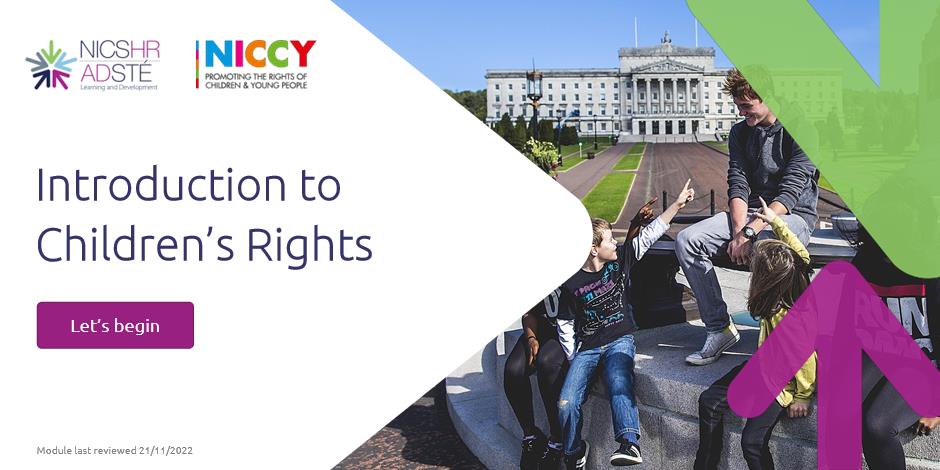 NICSHR
ADSTÉ
Learning and Development
NICCY
PROMOTING THE RIGHTS OF
CHILDREN & YOUNG PEOPLE
Introduction to
Children's Rights
Let's begin
Module last reviewed 21/11/2022
RUN